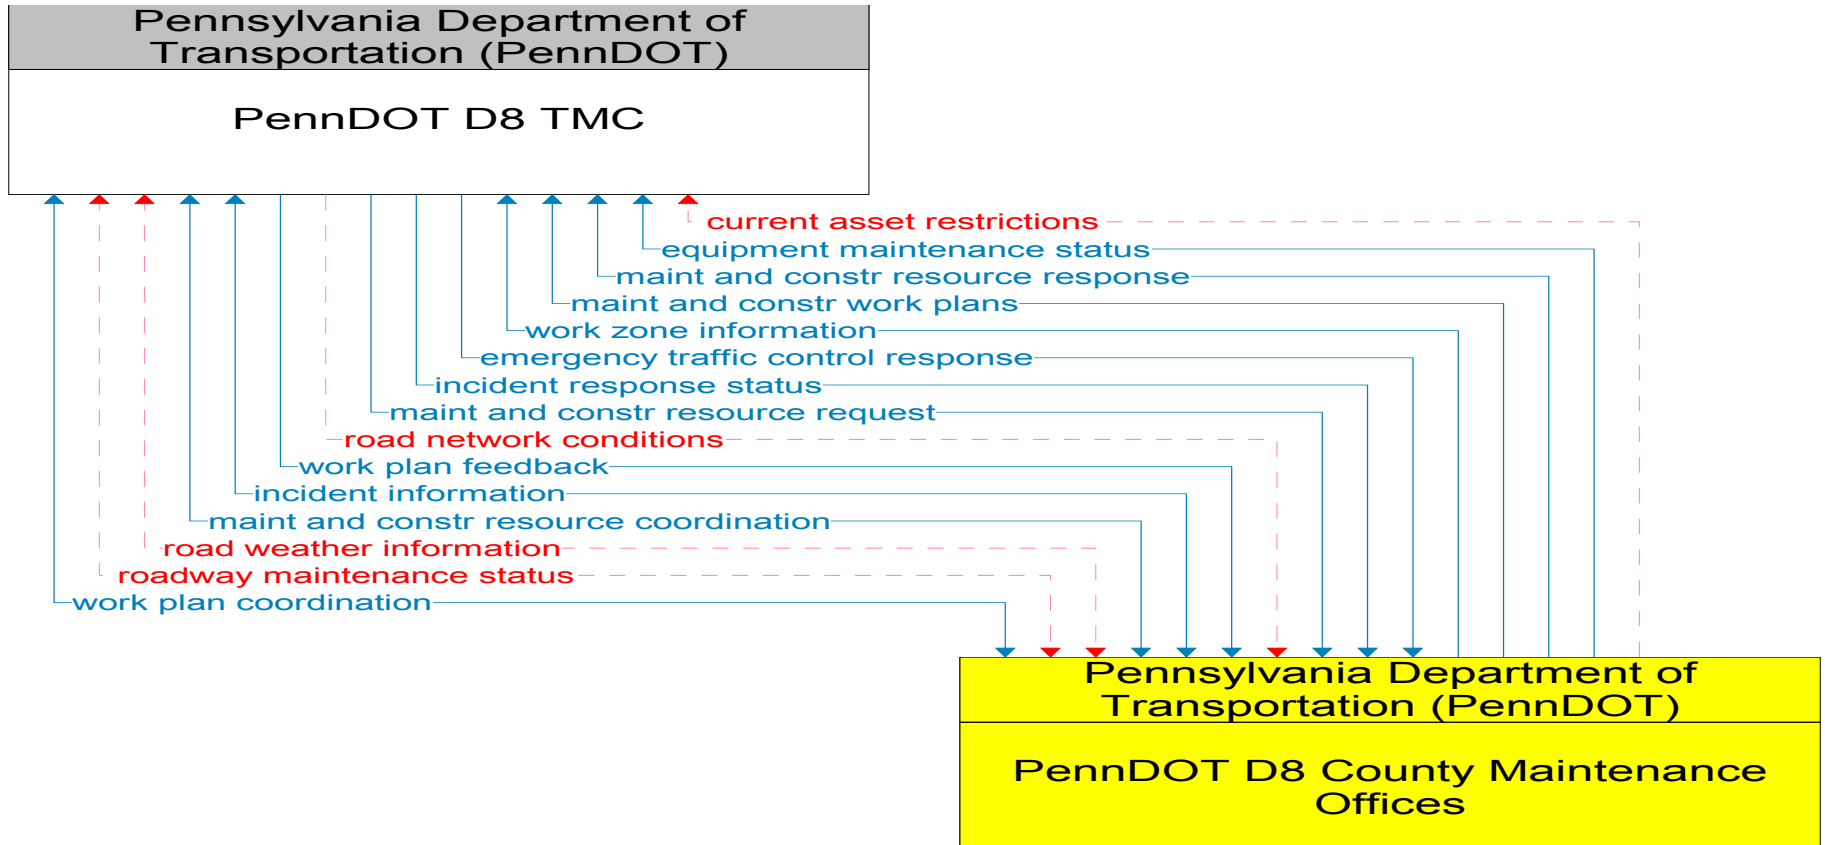 Pennsylvania Department of
Transportation (PennDOT)
PennDOT D8 TMC
current asset restrictions
equipment maintenance status
maint and constr resource response
maint and constr work plans
work zone information
emergency traffic control response
incident response status
maint and constr resource request
road network conditions
work plan feedback
incident information
maint and constr resource coordination
road weather information
roadway maintenance status
work plan coordination
Pennsylvania Department of
Transportation (PennDOT)
PennDOT D8 County Maintenance
Offices